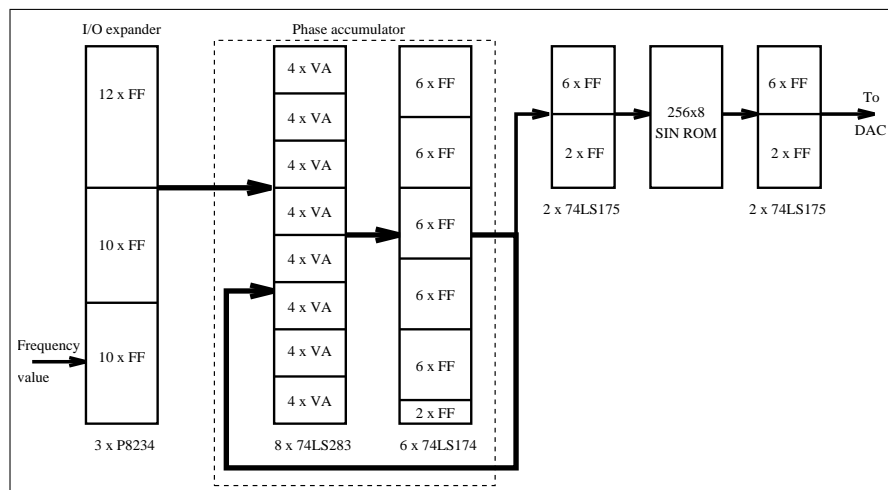 I/O expander
Phase accumulator
12 x FF
10 x FF
10 x FF
Frequency
value
3 x P8234
4 x VA
4 x VA
4 x VA
4 x VA
4 x VA
4 x VA
4 x VA
4 x VA
8 x 74LS283
6 x FF
6 x FF
6 x FF
6 x FF
6 x FF
2 x FF
6 x 74LS174
6 x FF
2 x FF
2 x 74LS175
256x8
SIN ROM
6 x FF
2 x FF
2 x 74LS175
To
DAC